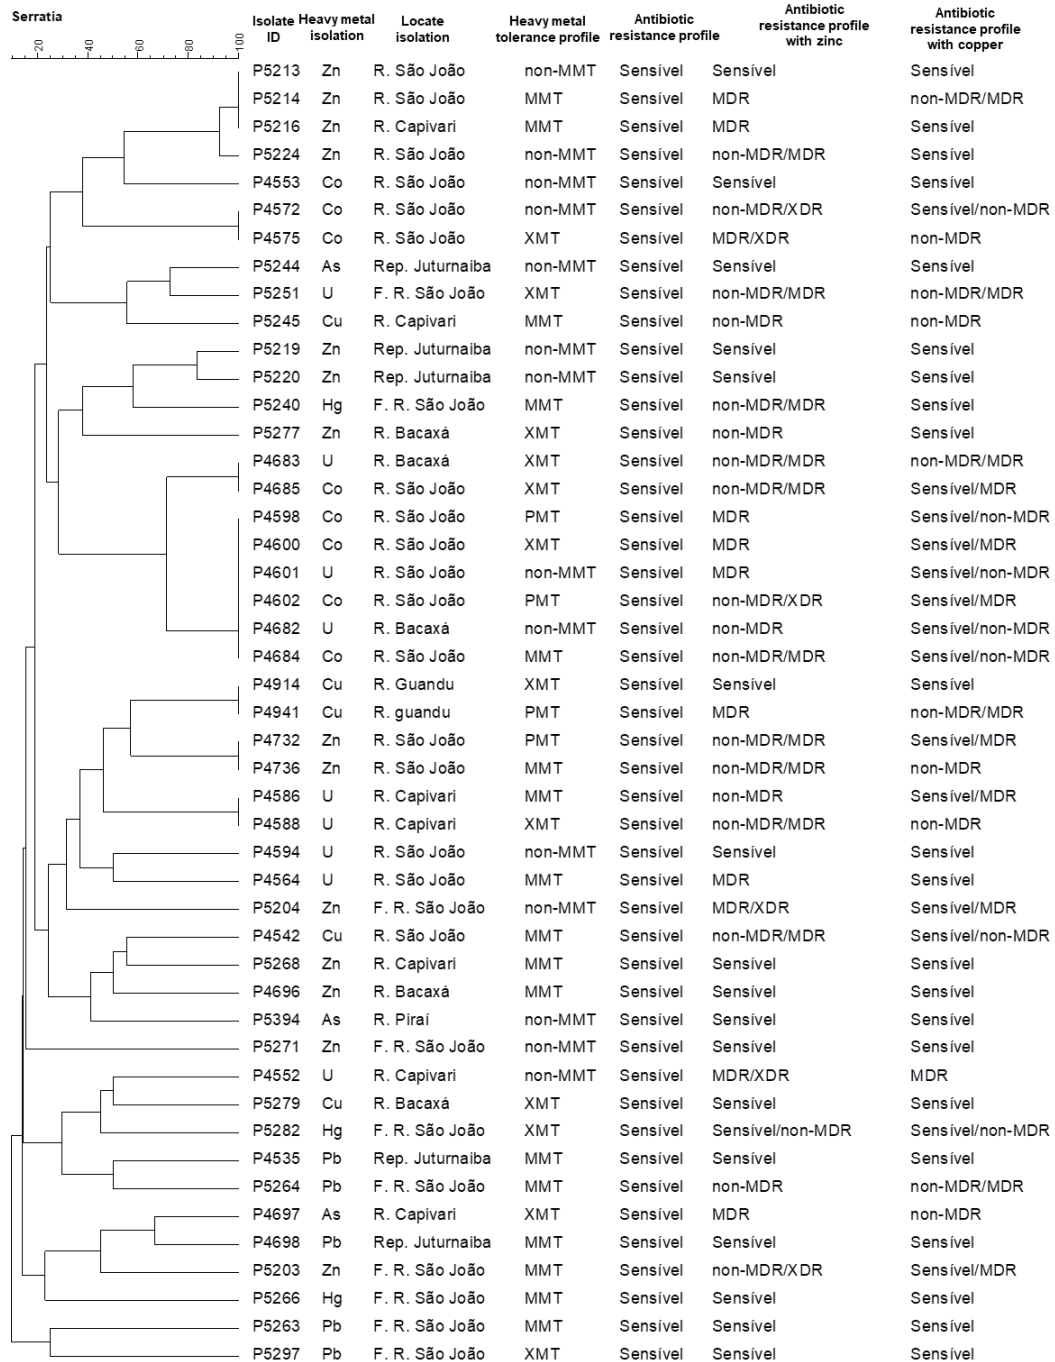 Serratia
20 40 60 80 100
Isolate ID Heavy metal isolation Locate isolation Heavy metal tolerance profile Antibiotic resistance profile Antibiotic resistance profile with zinc Antibiotic resistance profile with copper
P5213 Zn R. São João non-MMT Sensível Sensível Sensível
P5214 Zn R. São João MMT Sensível MDR non-MDR/MDR
P5216 Zn R. Capivari MMT Sensível MDR Sensível
P5224 Zn R. São João non-MMT Sensível non-MDR/MDR Sensível
P4553 Co R. São João non-MMT Sensível Sensível Sensível
P4572 Co R. São João non-MMT Sensível non-MDR/XDR Sensível/non-MDR
P4575 Co R. São João XMT Sensível MDR/XDR non-MDR
P5244 As Rep. Juturnaiba non-MMT Sensível Sensível Sensível
P5251 U F. R. São João XMT Sensível non-MDR/MDR non-MDR/MDR
P5245 Cu R. Capivari MMT Sensível non-MDR non-MDR
P5219 Zn Rep. Juturnaiba non-MMT Sensível Sensível Sensível
P5220 Zn Rep. Juturnaiba non-MMT Sensível Sensível Sensível
P5240 Hg F. R. São João MMT Sensível non-MDR/MDR Sensível
P5277 Zn R. Bacaxá XMT Sensível non-MDR Sensível
P4683 U R. Bacaxá XMT Sensível non-MDR/MDR non-MDR/MDR
P4685 Co R. São João XMT Sensível non-MDR/MDR Sensível/MDR
P4598 Co R. São João PMT Sensível MDR Sensível/non-MDR
P4600 Co R. São João XMT Sensível MDR Sensível/MDR
P4601 U R. São João non-MMT Sensível MDR Sensível/non-MDR
P4602 Co R. São João PMT Sensível non-MDR/XDR Sensível/MDR
P4682 U R. Bacaxá non-MMT Sensível non-MDR Sensível/non-MDR
P4684 Co R. São João MMT Sensível non-MDR/MDR Sensível/non-MDR
P4914 Cu R. Guandu XMT Sensível Sensível Sensível
P4941 Cu R. guandu PMT Sensível MDR non-MDR/MDR
P4732 Zn R. São João PMT Sensível non-MDR/MDR Sensível/MDR
P4736 Zn R. São João MMT Sensível non-MDR/MDR non-MDR
P4586 U R. Capivari MMT Sensível non-MDR Sensível/MDR
P4588 U R. Capivari XMT Sensível non-MDR/MDR non-MDR
P4594 U R. São João non-MMT Sensível Sensível Sensível
P4564 U R. São João MMT Sensível MDR Sensível
P5204 Zn F. R. São João non-MMT Sensível MDR/XDR Sensível/MDR
P4542 Cu R. São João MMT Sensível non-MDR/MDR Sensível/non-MDR
P5268 Zn R. Capivari MMT Sensível Sensível Sensível
P4696 Zn R. Bacaxá MMT Sensível Sensível Sensível
P5394 As R. Piraí non-MMT Sensível Sensível Sensível
P5271 Zn F. R. São João non-MMT Sensível Sensível Sensível
P4552 U R. Capivari non-MMT Sensível MDR/XDR MDR
P5279 Cu R. Bacaxá XMT Sensível Sensível Sensível
P5282 Hg F. R. São João XMT Sensível Sensível/non-MDR Sensível/non-MDR
P4535 Pb Rep. Juturnaiba MMT Sensível Sensível Sensível
P5264 Pb F. R. São João MMT Sensível non-MDR non-MDR/MDR
P4697 As R. Capivari XMT Sensível MDR non-MDR
P4698 Pb Rep. Juturnaiba MMT Sensível Sensível Sensível
P5203 Zn F. R. São João MMT Sensível non-MDR/XDR Sensível/MDR
P5266 Hg F. R. São João MMT Sensível Sensível Sensível
P5263 Pb F. R. São João MMT Sensível Sensível Sensível
P5297 Pb F. R. São João XMT Sensível Sensível Sensível